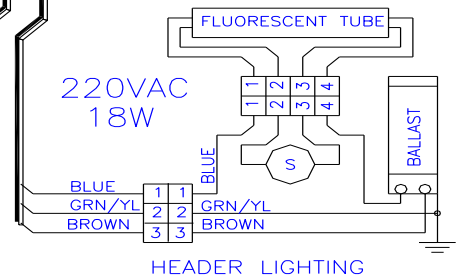 FLUORESCENT TUBE
220VAC
18W
1 2 3 4
1 2 3 4
BLUE
S
BALLAST
BLUE 1 1
GRN/YL 2 2 GRN/YL
BROWN 3 3 BROWN
HEADER LIGHTING